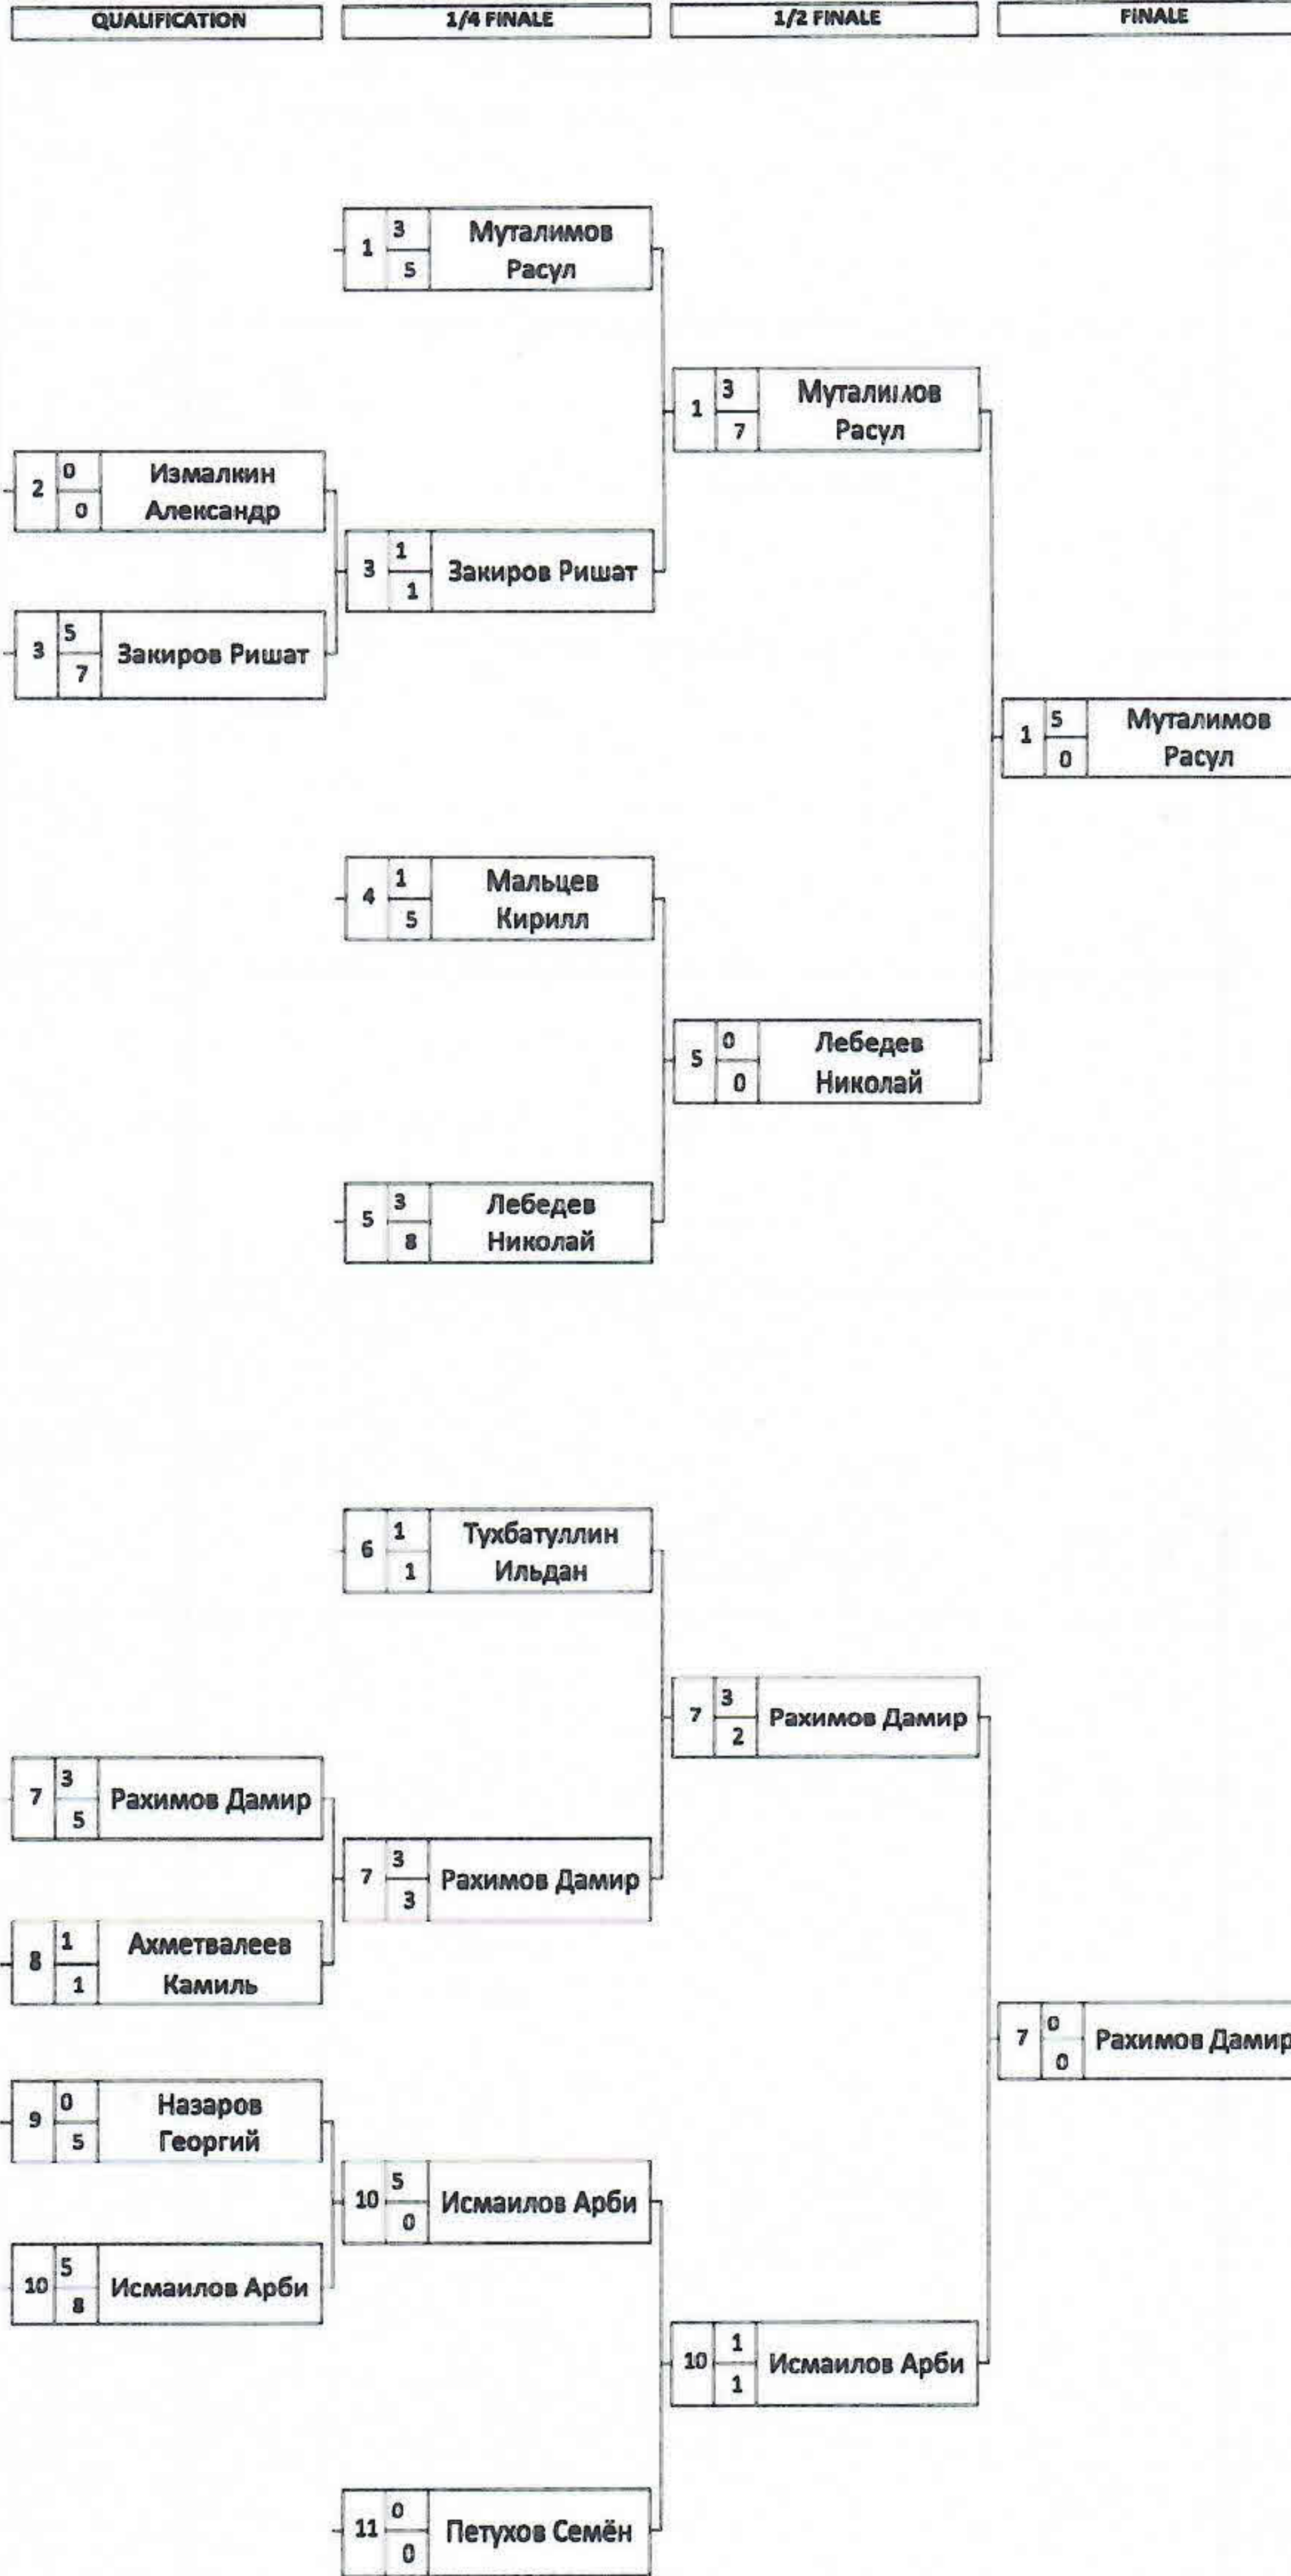 QUALIFICATION
1/4 FINALE
1/2 FINALE
FINALE
1
3
5
Муталимов
Расул
1
3
7
Муталимов
Расул
2
0
0
Измалкин
Александр
3
1
1
Закиров Ришат
3
5
7
Закиров Ришат
1
5
0
Муталимов
Расул
4
1
5
Мальцев
Кирилл
5
0
0
Лебедев
Николай
5
3
8
Лебедев
Николай
6
1
1
Тухбатуллин
Ильдан
7
3
2
Рахимов Дамир
7
3
5
Рахимов Дамир
7
3
3
Рахимов Дамир
8
1
1
Ахметвалеев
Камиль
7
0
0
Рахимов Дамир
9
0
5
Назаров
Георгий
10
5
0
Исмаилов Арби
10
5
8
Исмаилов Арби
10
1
1
Исмаилов Арби
11
0
0
Петухов Семён